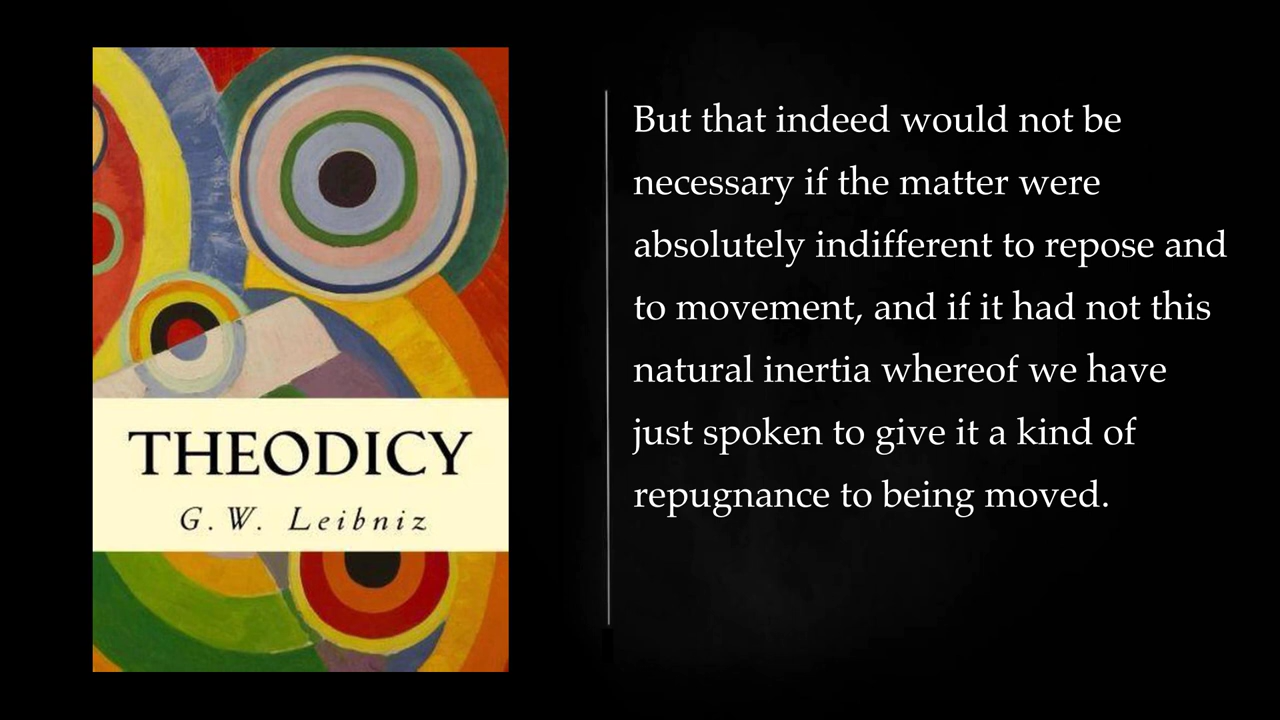 THEODICY
G. W. Leibniz
But that indeed would not be
necessary if the matter were
absolutely indifferent to repose and
to movement, and if it had not this
natural inertia whereof we have
just spoken to give it a kind of
repugnance to being moved.